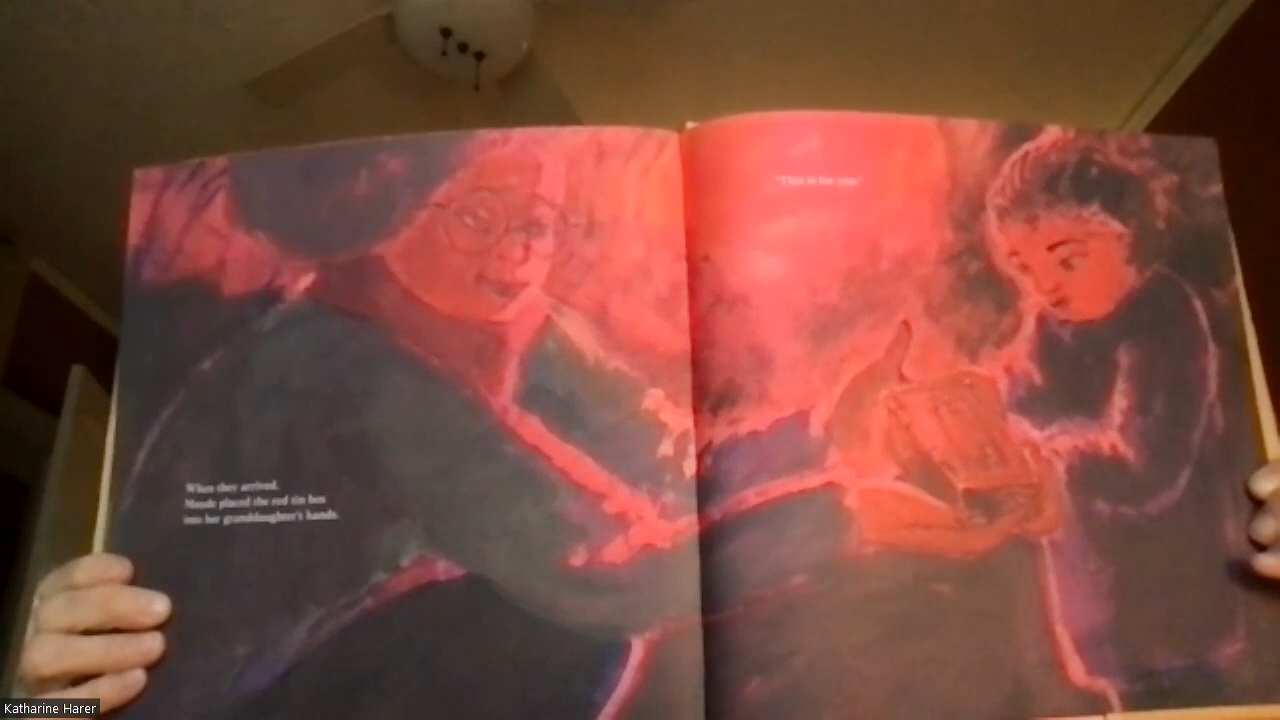 When they arrived,
Maude placed the red tin box
into her granddaughter's hands.
"This is for you."
Katharine Harer